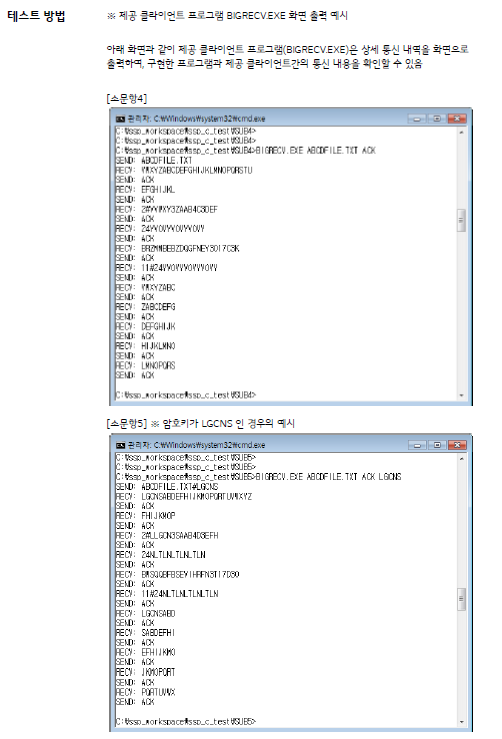 테스트 방법
※ 제공 클라이언트 프로그램 BIGRECV.EXE 화면 출력 예시
아래 화면과 같이 제공 클라이언트 프로그램(BIGRECV.EXE)은 상세 통신 내역을 화면으로
출력하여, 구현한 프로그램과 제공 클라이언트간의 통신 내용을 확인할 수 있음
[소문항4]
관리자: C:₩Windows₩system32₩cmd.exe
C:₩ssp_workspace₩ssp_c_test₩SUB4>
C:₩ssp_workspace₩ssp_c_test₩SUB4>
C:₩ssp_workspace₩ssp_c_test₩SUB4>BIGRECV.EXE ABCDFILE.TXT ACK
SEND: ABCDFILE.TXT
RECV: VWXYZABCDEFGHIJKLMNOPQRSTU
SEND: ACK
RECV: EFGHIJKL
SEND: ACK
RECV: 2#VVWXY3ZAAB4C3DEF
SEND: ACK
RECV: 24VYOVYVOVYVOVY
SEND: ACK
RECV: BRZMWBEBZDQGFNEY3DI7C3K
SEND: ACK
RECV: 11#24VYOVYVOVYVOVY
SEND: ACK
RECV: VWXYZABC
SEND: ACK
RECV: ZABCDEFG
SEND: ACK
RECV: DEFGHIJK
SEND: ACK
RECV: HIJKLMNO
SEND: ACK
RECV: LMNOPQRS
SEND: ACK
C:₩ssp_workspace₩ssp_c_test₩SUB4>
[소문항5] ※ 암호키가 LGCNS 인 경우의 예시
관리자: C:₩Windows₩system32₩cmd.exe
C:₩ssp_workspace₩ssp_c_test₩SUB5>
C:₩ssp_workspace₩ssp_c_test₩SUB5>
C:₩ssp_workspace₩ssp_c_test₩SUB5>BIGRECV.EXE ABCDFILE.TXT ACK LGCNS
SEND: ABCDFILE.TXT#LGCNS
RECV: LGCNSABDEFHIJKMOPQRTUVWXYZ
SEND: ACK
RECV: FHIJKMOP
SEND: ACK
RECV: 2#LLGCN3SAAB4D3EFH
SEND: ACK
RECV: 24NLTLNLTLNLTLN
SEND: ACK
RECV: BWSQQBFBSEVIHRFN3TI7D3O
SEND: ACK
RECV: 11#24NLTLNLTLNLTLN
SEND: ACK
RECV: LGCNSABD
SEND: ACK
RECV: SABDEFHI
SEND: ACK
RECV: EFHIJKMO
SEND: ACK
RECV: JKMOPQRT
SEND: ACK
RECV: PQRTUVWX
SEND: ACK
C:₩ssp_workspace₩ssp_c_test₩SUB5>